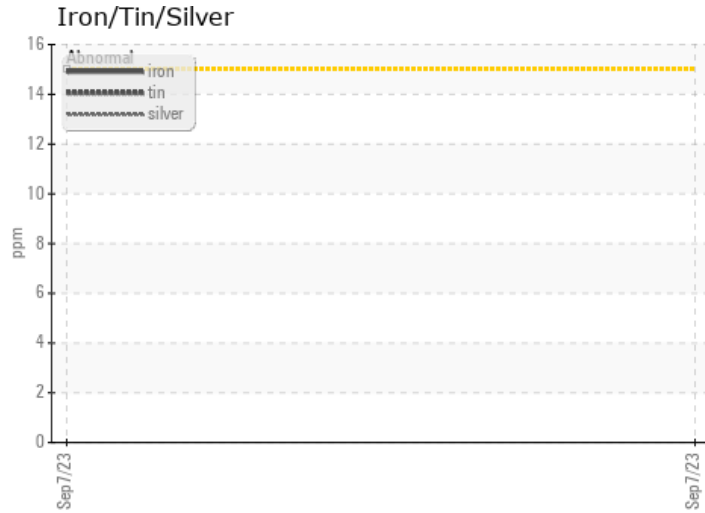 Iron/Tin/Silver
16
14
12
10
8
6
4
2
0
ppm
Abnormal
iron
tin
silver
Sep7/23
Sep7/23